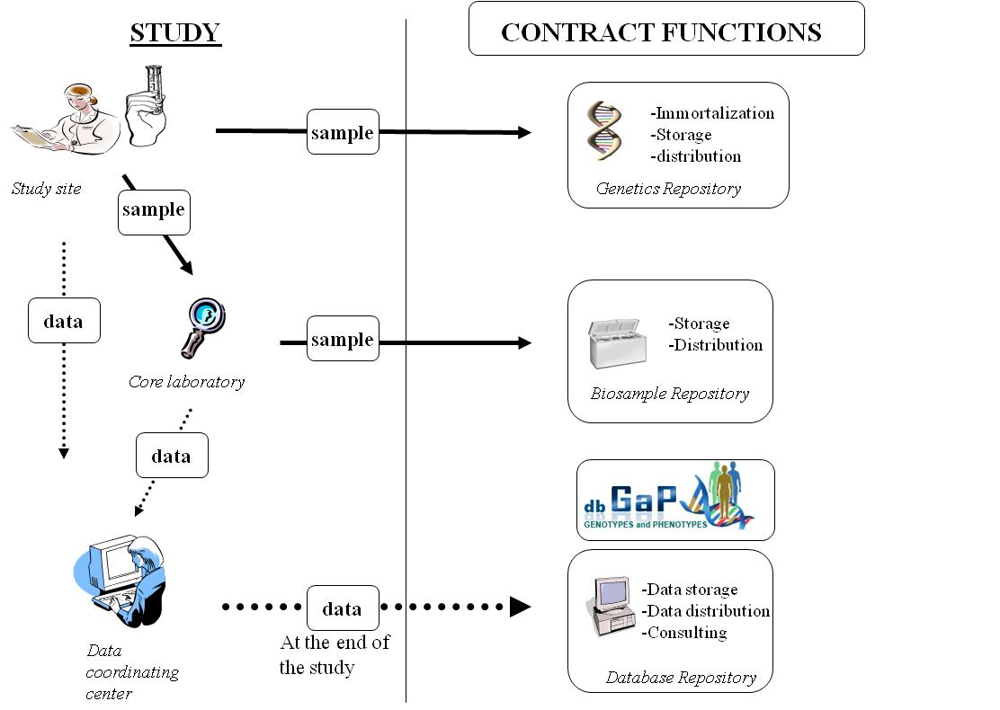 STUDY
CONTRACT FUNCTIONS
sample
-Immortalization
-Storage
-distribution
Genetics Repository
Study site
sample
data
sample
-Storage
-Distribution
Biosample Repository
Core laboratory
data
db GaP
GENOTYPES and PHENOTYPES
data
At the end of
the study
-Data storage
-Data distribution
-Consulting
Database Repository
Data
coordinating
center